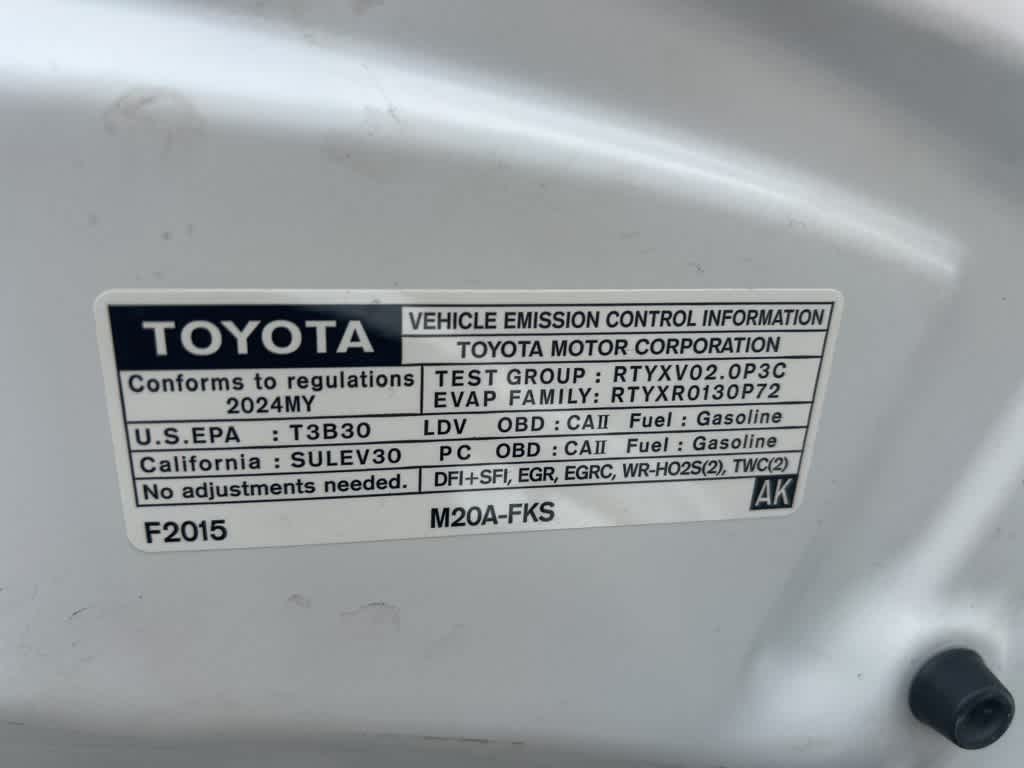 TOYOTA
VEHICLE EMISSION CONTROL INFORMATION
TOYOTA MOTOR CORPORATION
Conforms to regulations
2024MY
TEST GROUP : RTYXV02.0P3C
EVAP FAMILY: RTYXR0130P72
U.S.EPA : T3B30 LDV OBD : CAII Fuel : Gasoline
California : SULEV30 PC OBD : CAII Fuel : Gasoline
No adjustments needed. DFI+SFI, EGR, EGRC, WR-HO2S(2), TWC(2)
F2015 M20A-FKS AK